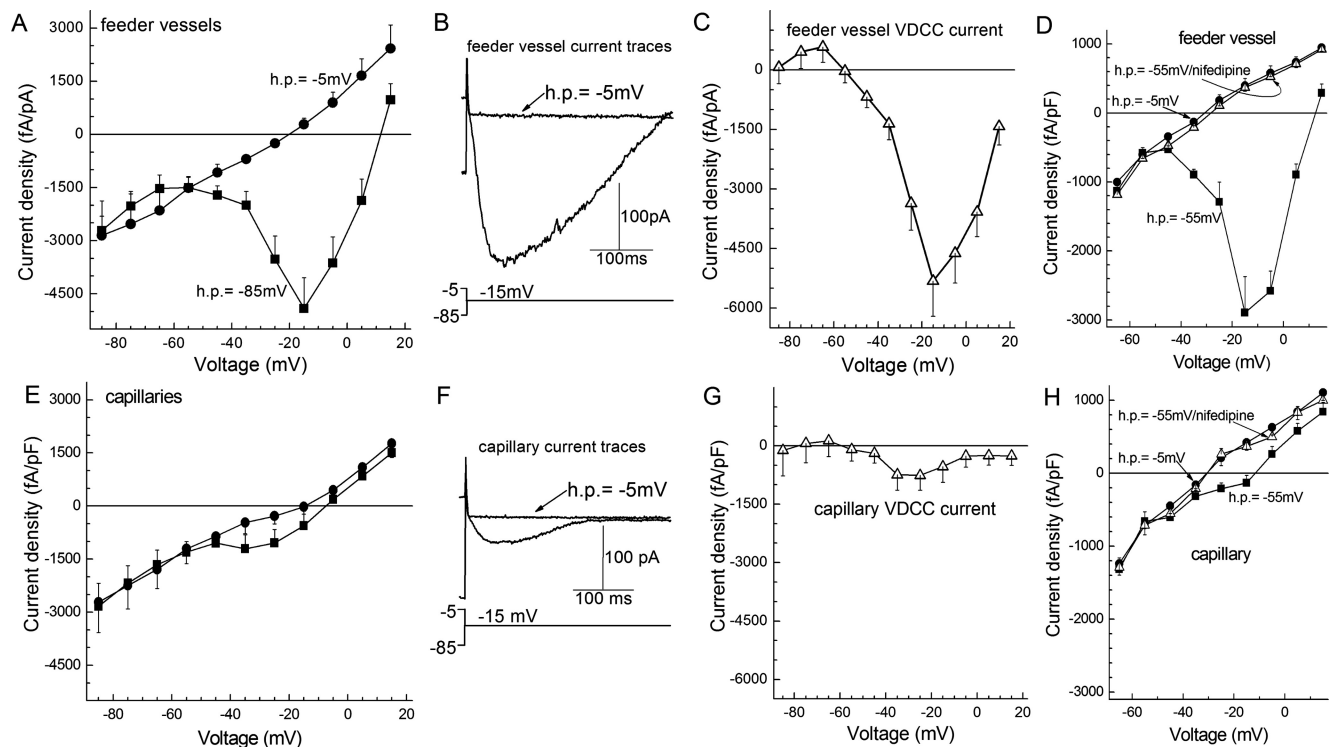 A
feeder vessels
3000
1500
0
-1500
-3000
-4500
Current density (fA/pF)
h.p.= -5mV
h.p.= -85mV
-80 -60 -40 -20 0 20
Voltage (mV)
B
feeder vessel current traces
h.p.= -5mV
100pA
100ms
-5
-85
-15mV
C
feeder vessel VDCC current
0
-1500
-3000
-4500
-6000
Current density (fA/pA)
-80 -60 -40 -20 0 20
Voltage (mV)
D
feeder vessel
1000
0
-1000
-2000
-3000
Current density (fA/pF)
h.p.= -55mV/nifedipine
h.p.= -5mV
h.p.= -55mV
-60 -40 -20 0
Voltage (mV)
E
capillaries
3000
1500
0
-1500
-3000
-4500
Current density (fA/pF)
-80 -60 -40 -20 0 20
Voltage (mV)
F
capillary current traces
h.p.= -5mV
100 pA
100 ms
-5
-85
-15 mV
G
0
-1500
-3000
-4500
-6000
Current density (fA/pF)
capillary VDCC current
-80 -60 -40 -20 0 20
Voltage (mV)
H
1000
0
-1000
-2000
-3000
Current density (fA/pF)
h.p.= -55mV/nifedipine
h.p.= -5mV
h.p.= -55mV
capillary
-60 -40 -20 0
Voltage (mV)